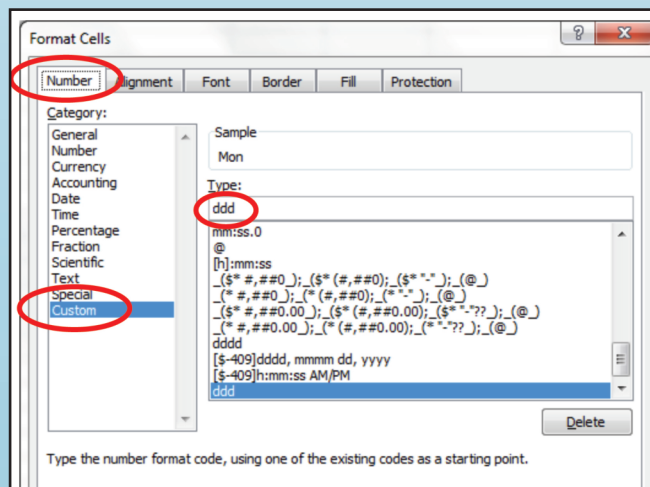 Format Cells
Number Alignment Font Border Fill Protection
Category:
General
Number
Currency
Accounting
Date
Time
Percentage
Fraction
Scientific
Text
Special
Custom
Sample
Mon
Type:
ddd
mm:ss.0
@
[h]:mm:ss
_($* #,##0_);_($* (#,##0);_($* "-"_);_(@_)
_(* #,##0_);_(* (#,##0);_(* "-"_);_(@_)
_($* #,##0.00_);_($* (#,##0.00);_($* "-"??_);_(@_)
_(* #,##0.00_);_(* (#,##0.00);_(* "-"??_);_(@_)
dddd
[$-409]dddd, mmmm dd, yyyy
[$-409]h:mm:ss AM/PM
ddd
Delete
Type the number format code, using one of the existing codes as a starting point.